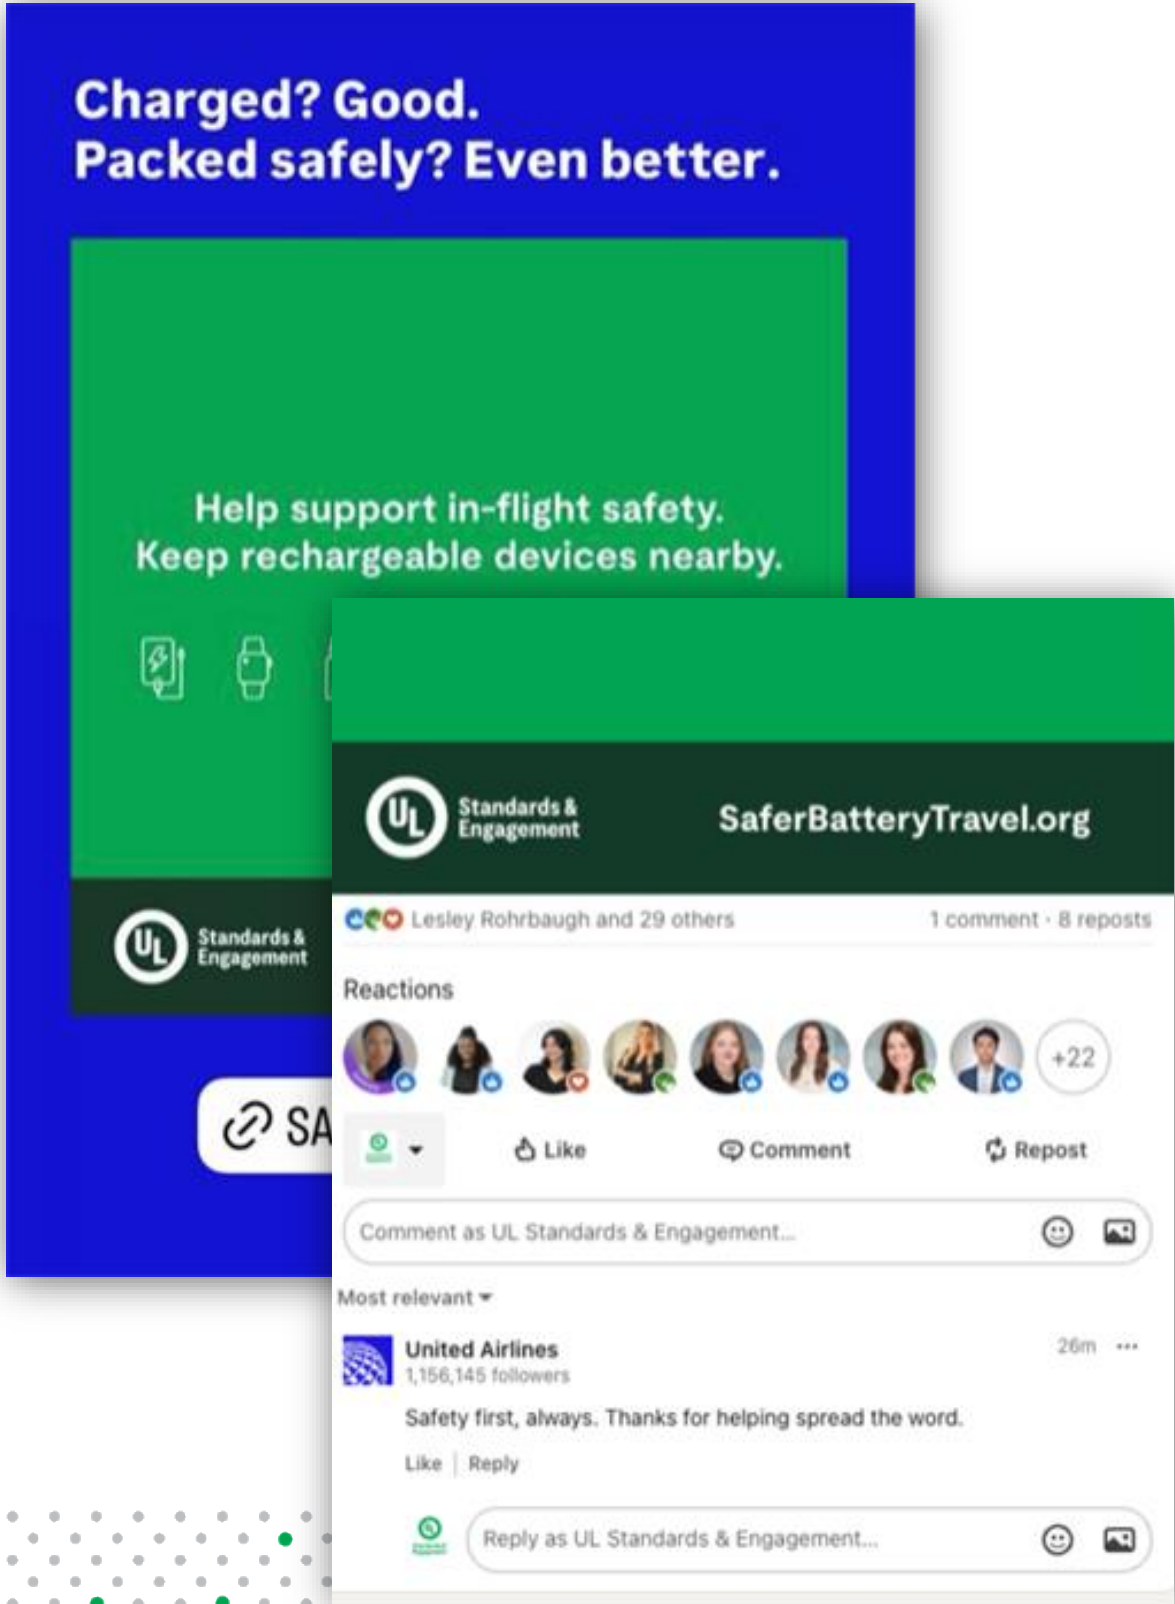 Charged? Good.
Packed safely? Even better.
Help support in-flight safety.
Keep rechargeable devices nearby.
UL Standards &
Engagement
SA
UL Standards &
Engagement
SaferBatteryTravel.org
Lesley Rohrbaugh and 29 others
1 comment · 8 reposts
Reactions
+22
Like
Comment
Repost
Comment as UL Standards & Engagement...
Most relevant
United Airlines
26m
1,156,145 followers
Safety first, always. Thanks for helping spread the word.
Like | Reply
Reply as UL Standards & Engagement...